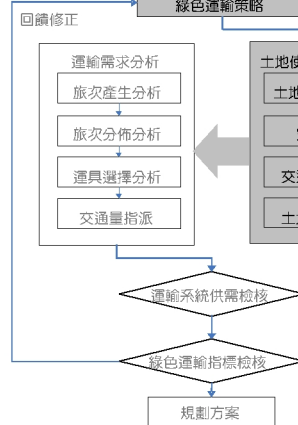 綠色運輸策略
回饋修正
運輸需求分析
旅次產生分析
旅次分佈分析
運具選擇分析
交通量指派
土地使
土地
交
土
運輸系統供需檢核
綠色運輸指標檢核
規劃方案